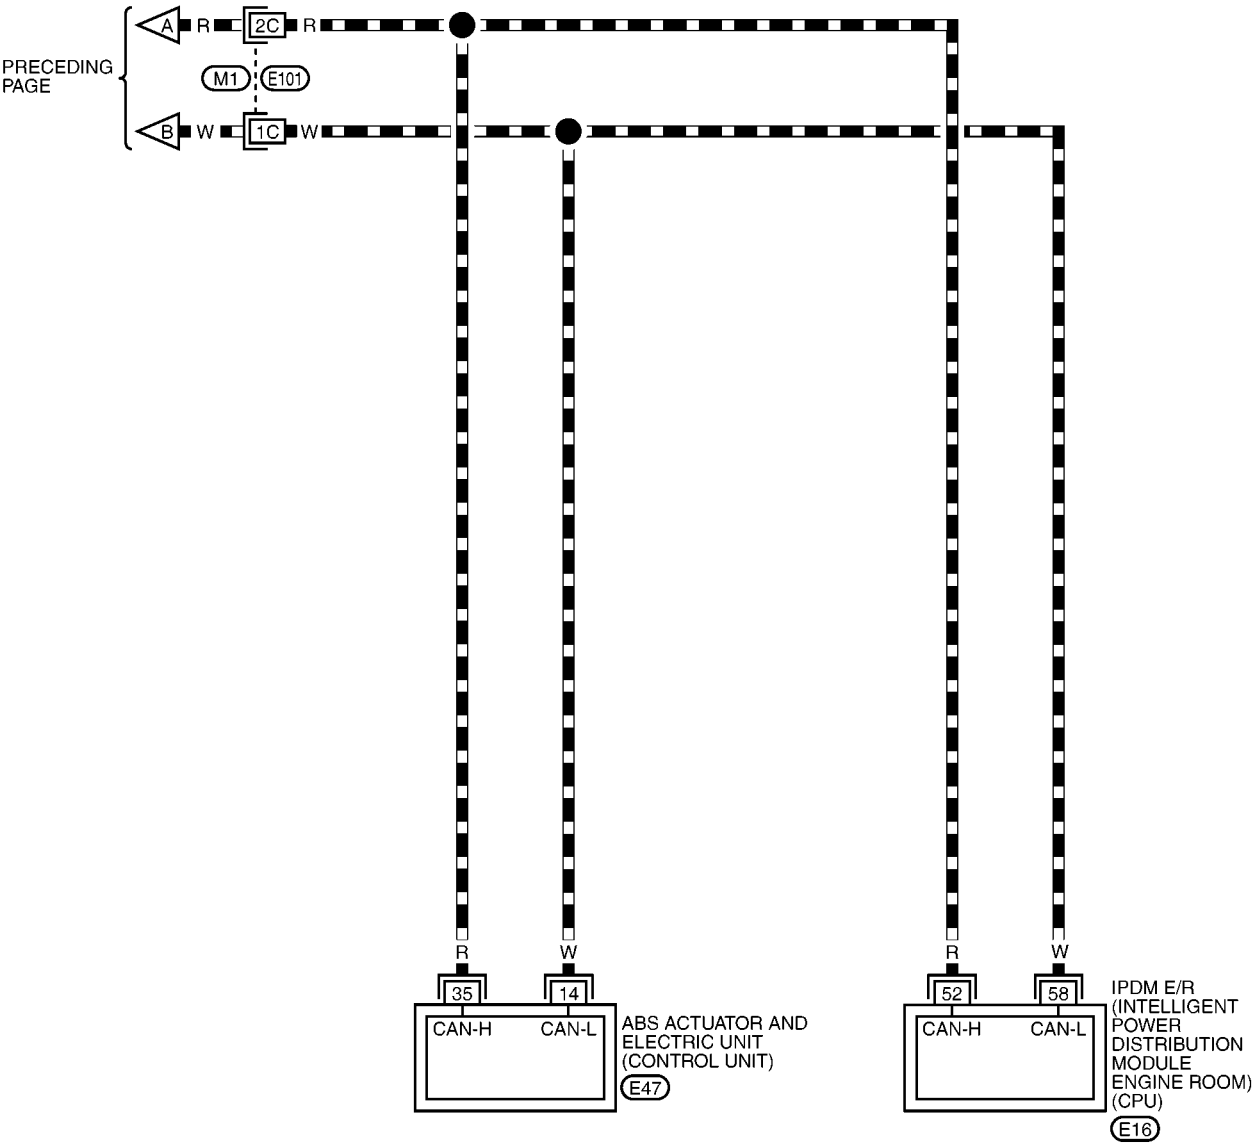 A R 2C R
PRECEDING
PAGE
M1 E101
B W 1C W
R W R W
35 14 52 58
CAN-H CAN-L CAN-H CAN-L
ABS ACTUATOR AND
ELECTRIC UNIT
(CONTROL UNIT)
E47
IPDM E/R
(INTELLIGENT
POWER
DISTRIBUTION
MODULE
ENGINE ROOM)
(CPU)
E16